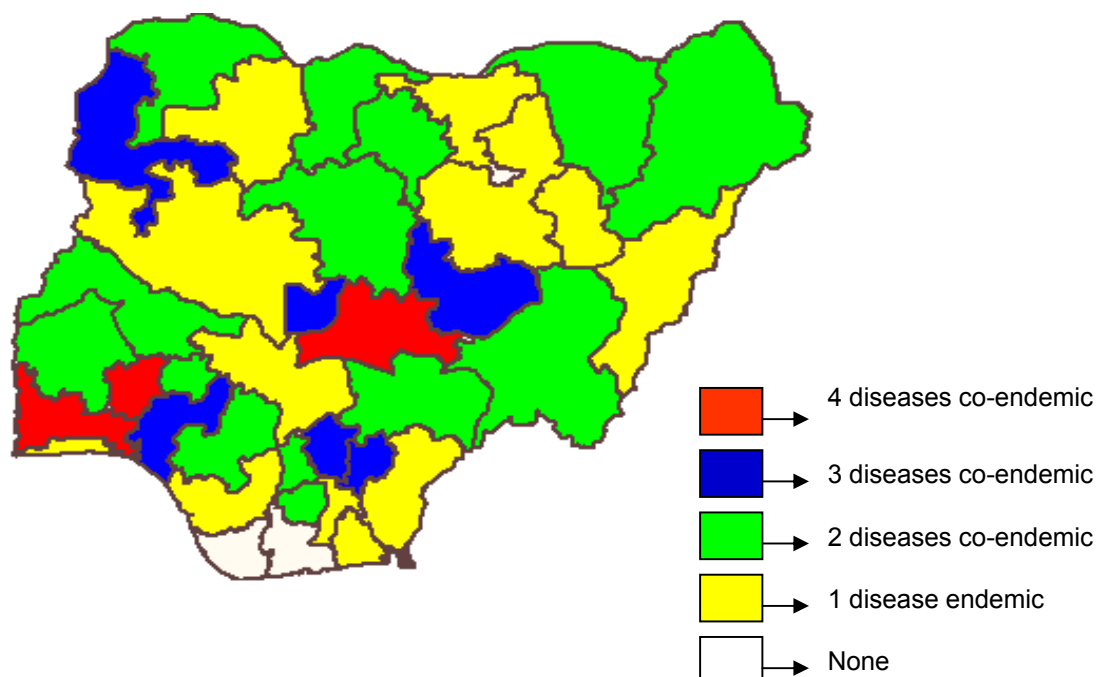 4 diseases co-endemic
3 diseases co-endemic
2 diseases co-endemic
1 disease endemic
None